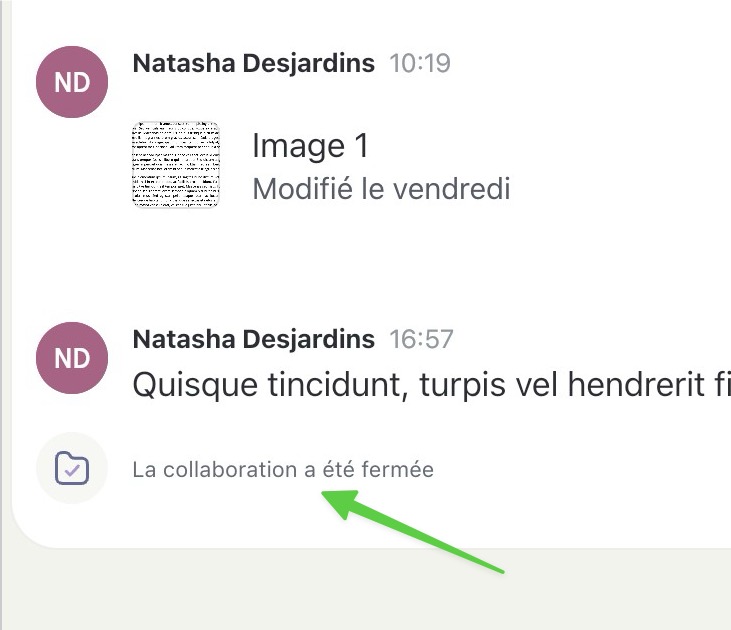 ND
Natasha Desjardins 10:19
Image 1
Modifié le vendredi
ND
Natasha Desjardins 16:57
Quisque tincidunt, turpis vel hendrerit fi
La collaboration a été fermée